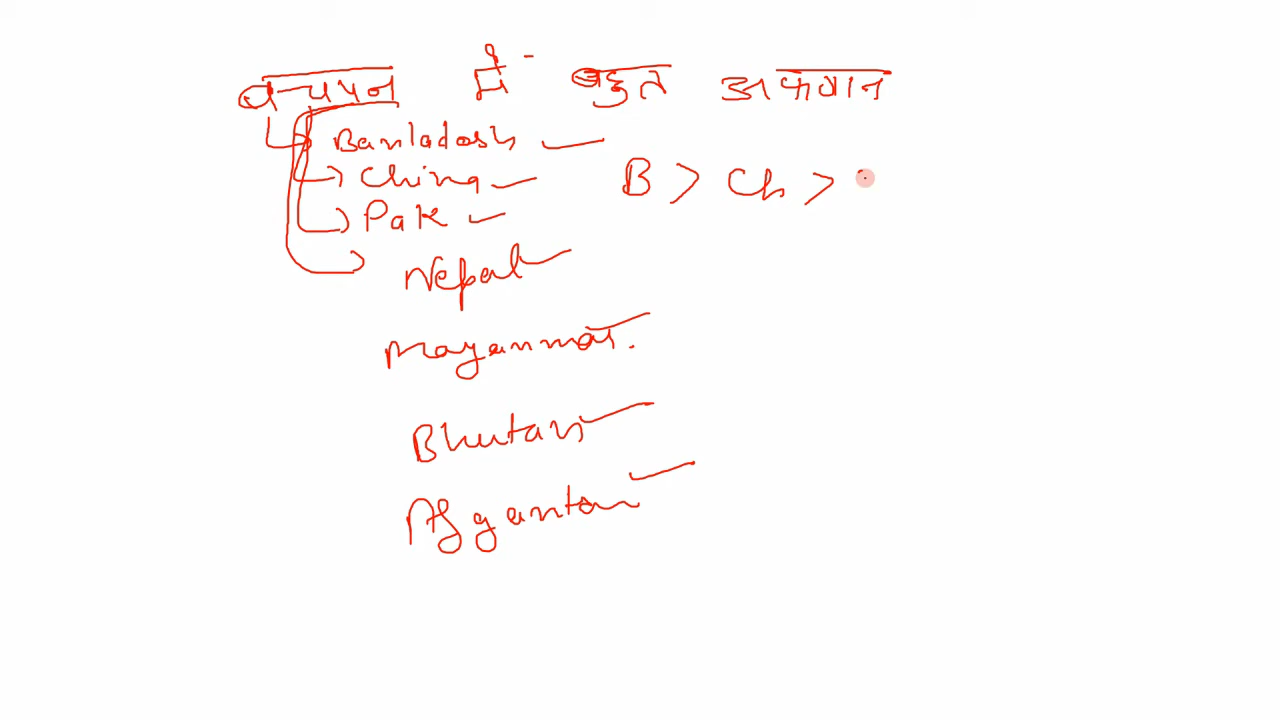 बचपन में बहुत अफगान
Banladesh
China
B > Ch >
Pak
Nepal
Mayanmar.
Bhutan
Afgantan